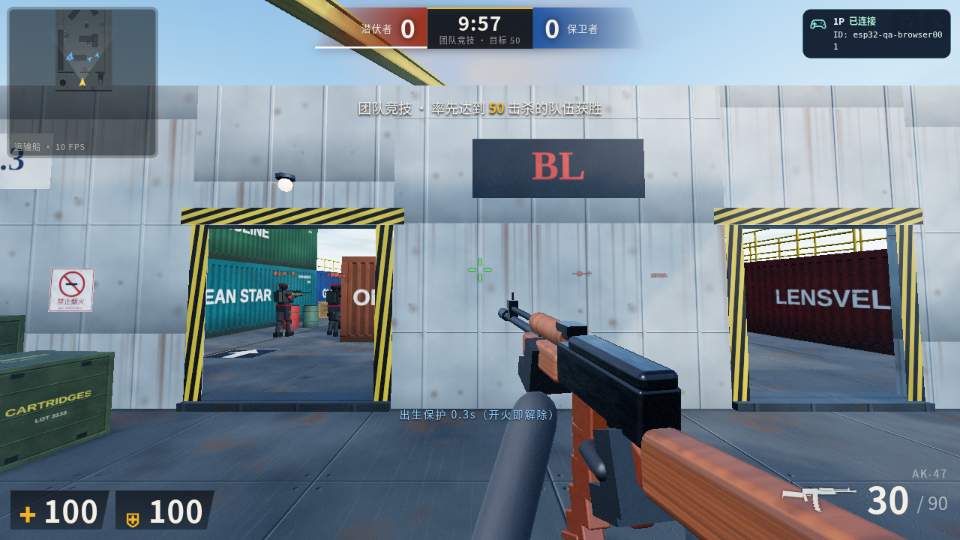 潜伏者 0
9:57
团队竞技 · 目标 50
0 保卫者
1P 已连接
ID: esp32-qa-browser00
1
运输船 · 10 FPS
团队竞技 · 率先达到 50 击杀的队伍获胜
.3
BL
禁止烟火
EAN STAR
OL
LENSVEL
CARTRIDGES
出生保护 0.3s（开火即解除）
100
100
AK-47
30 / 90